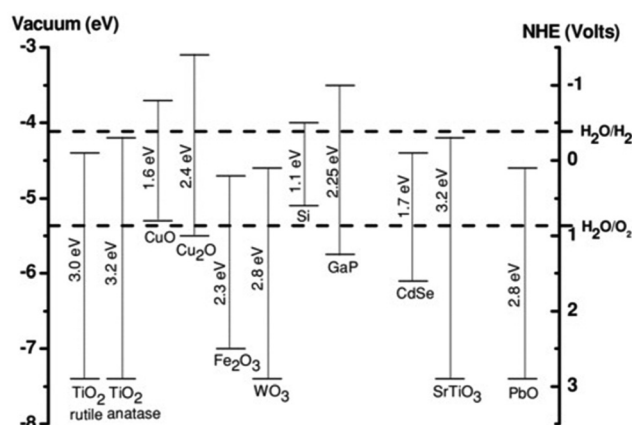 Vacuum (eV)
NHE (Volts)
-3
-4
-5
-6
-7
-8
-1
0
1
2
3
H₂O/H₂
H₂O/O₂
3.0 eV
3.2 eV
1.6 eV
2.4 eV
2.3 eV
2.8 eV
1.1 eV
2.25 eV
1.7 eV
3.2 eV
2.8 eV
CuO
Cu₂O
Fe₂O₃
WO₃
Si
GaP
CdSe
SrTiO₃
PbO
TiO₂ TiO₂
rutile anatase